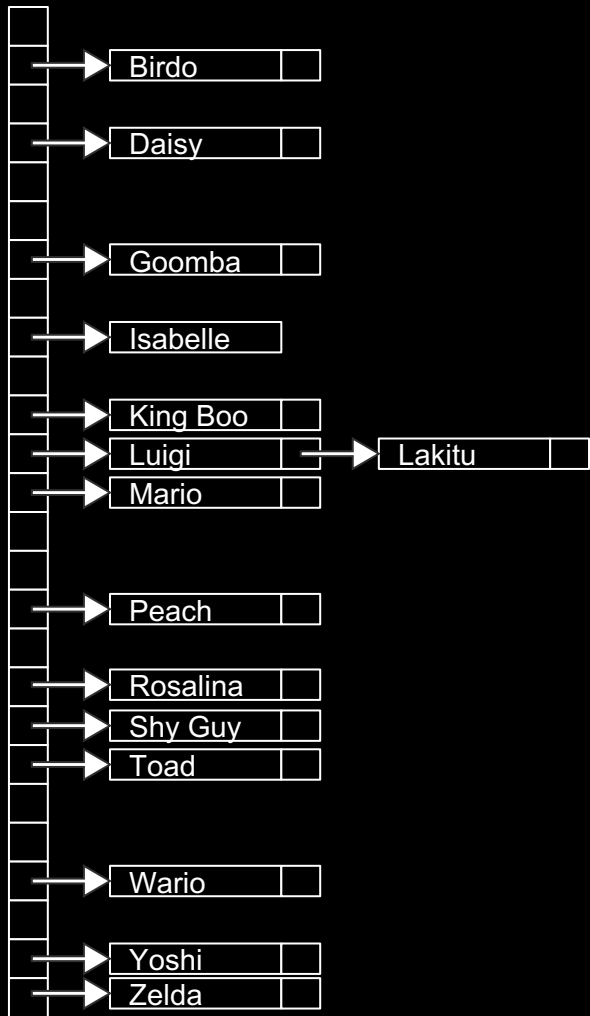 Birdo
Daisy
Goomba
Isabelle
King Boo
Luigi Lakitu
Mario
Peach
Rosalina
Shy Guy
Toad
Wario
Yoshi
Zelda